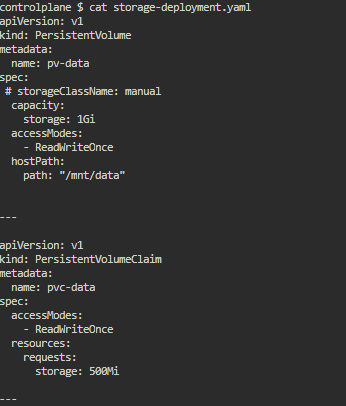 controlplane $ cat storage-deployment.yaml
apiVersion: v1
kind: PersistentVolume
metadata:
  name: pv-data
spec:
 # storageClassName: manual
  capacity:
    storage: 1Gi
  accessModes:
    - ReadWriteOnce
  hostPath:
    path: "/mnt/data"
---
apiVersion: v1
kind: PersistentVolumeClaim
metadata:
  name: pvc-data
spec:
  accessModes:
    - ReadWriteOnce
  resources:
    requests:
      storage: 500Mi
---